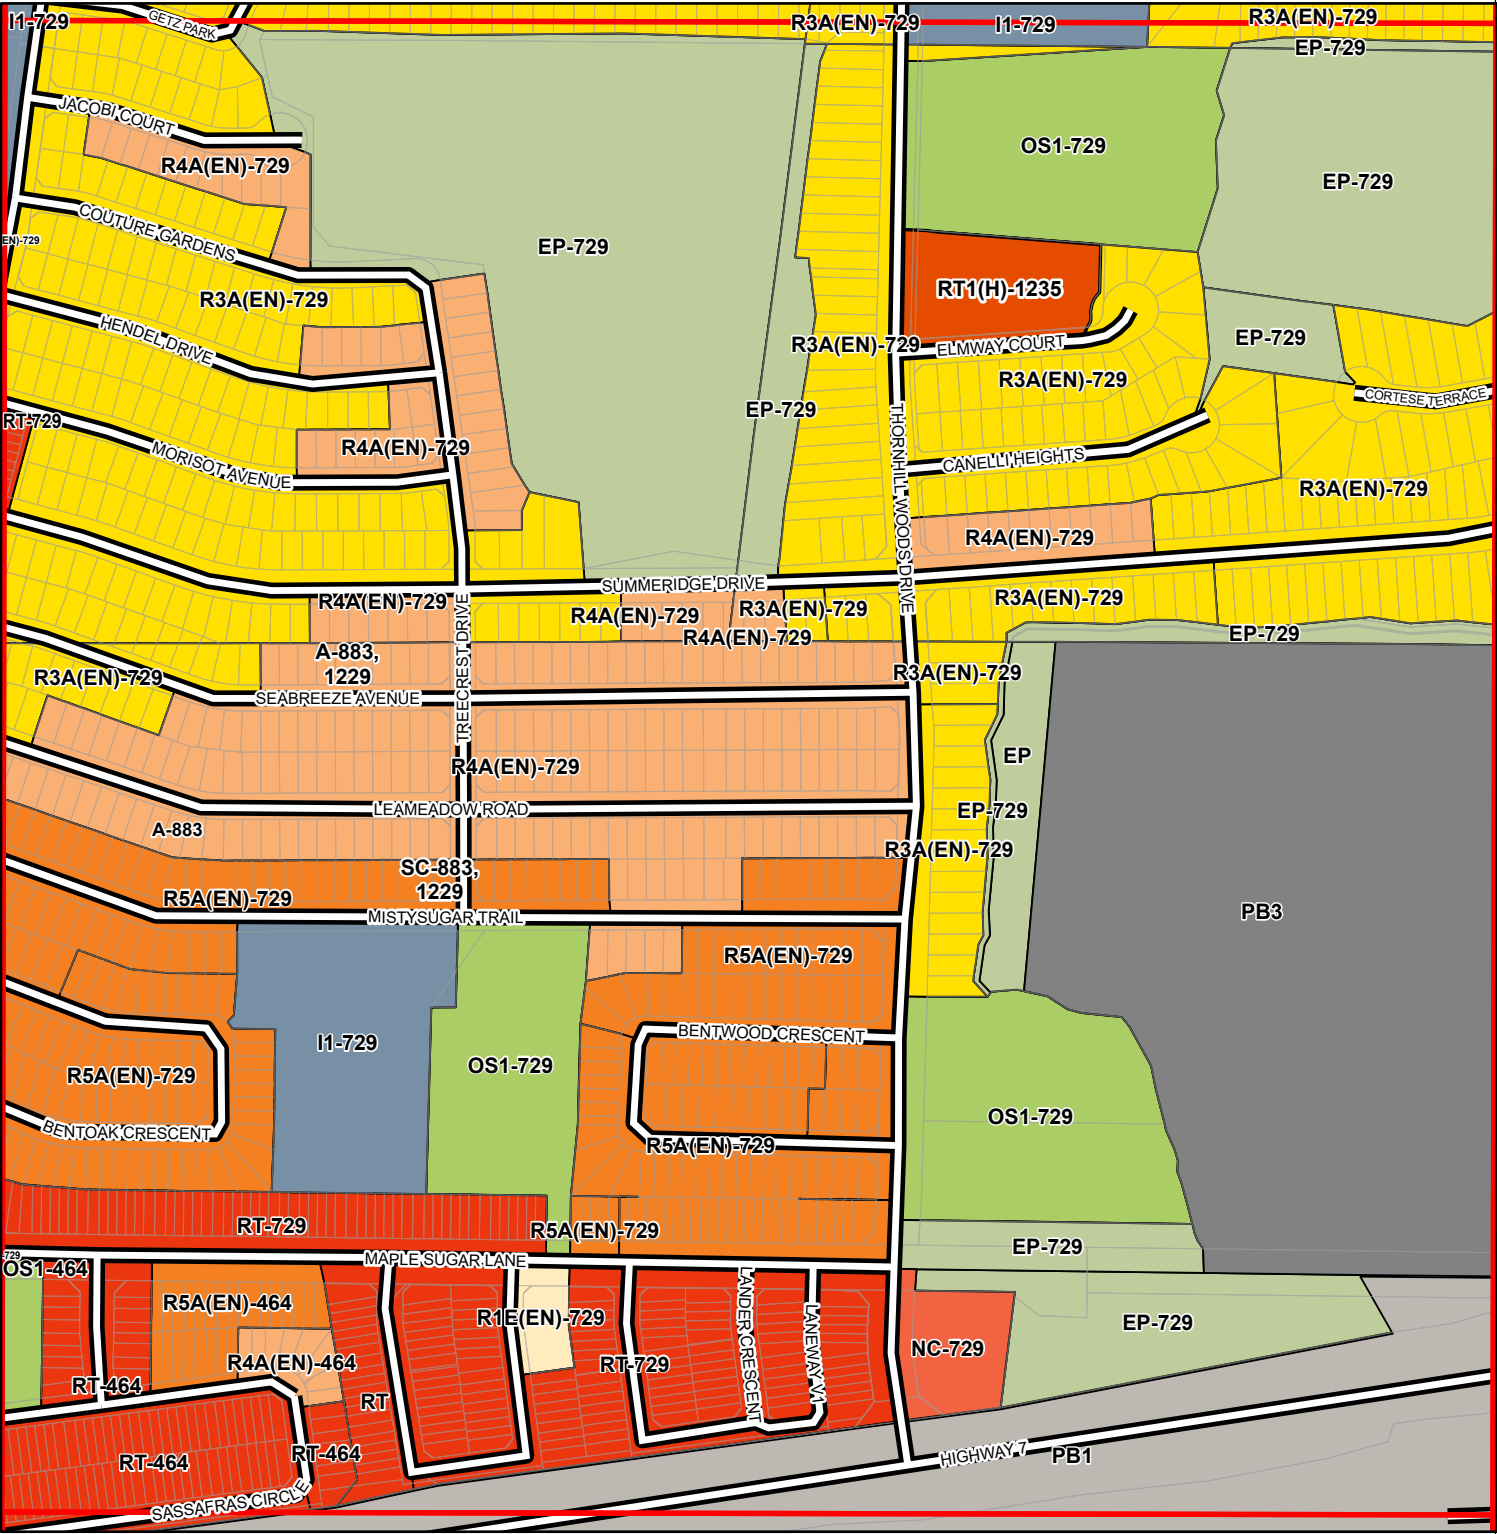 I1-729
GETZ PARK
R3A(EN)-729
I1-729
R3A(EN)-729
EP-729
JACOBI COURT
R4A(EN)-729
OS1-729
EP-729
COUTURE GARDENS
EN)-729
EP-729
R3A(EN)-729
RT1(H)-1235
HENDEL DRIVE
R3A(EN)-729
ELMWAY COURT
EP-729
R3A(EN)-729
CORTESE TERRACE
RT-729
EP-729
THORNHILL WOODS DRIVE
MORISOT AVENUE
R4A(EN)-729
CANELLI HEIGHTS
R3A(EN)-729
R4A(EN)-729
SUMMERIDGE DRIVE
R4A(EN)-729
TREECREST DRIVE
R4A(EN)-729
R3A(EN)-729
R4A(EN)-729
R3A(EN)-729
EP-729
A-883,
1229
R3A(EN)-729
R3A(EN)-729
SEABREEZE AVENUE
EP
R4A(EN)-729
LEAMEADOW ROAD
EP-729
A-883
R3A(EN)-729
SC-883,
1229
R5A(EN)-729
MISTYSUGAR TRAIL
PB3
R5A(EN)-729
I1-729
BENTWOOD CRESCENT
OS1-729
R5A(EN)-729
OS1-729
BENTOAK CRESCENT
R5A(EN)-729
RT-729
R5A(EN)-729
EP-729
-729
OS1-464
MAPLE SUGAR LANE
R5A(EN)-464
R1E(EN)-729
LANDER CRESCENT
LANEWAY V1
EP-729
R4A(EN)-464
RT-729
NC-729
RT-464
RT
RT-464
RT-464
HIGHWAY 7
PB1
SASSAFRAS CIRCLE